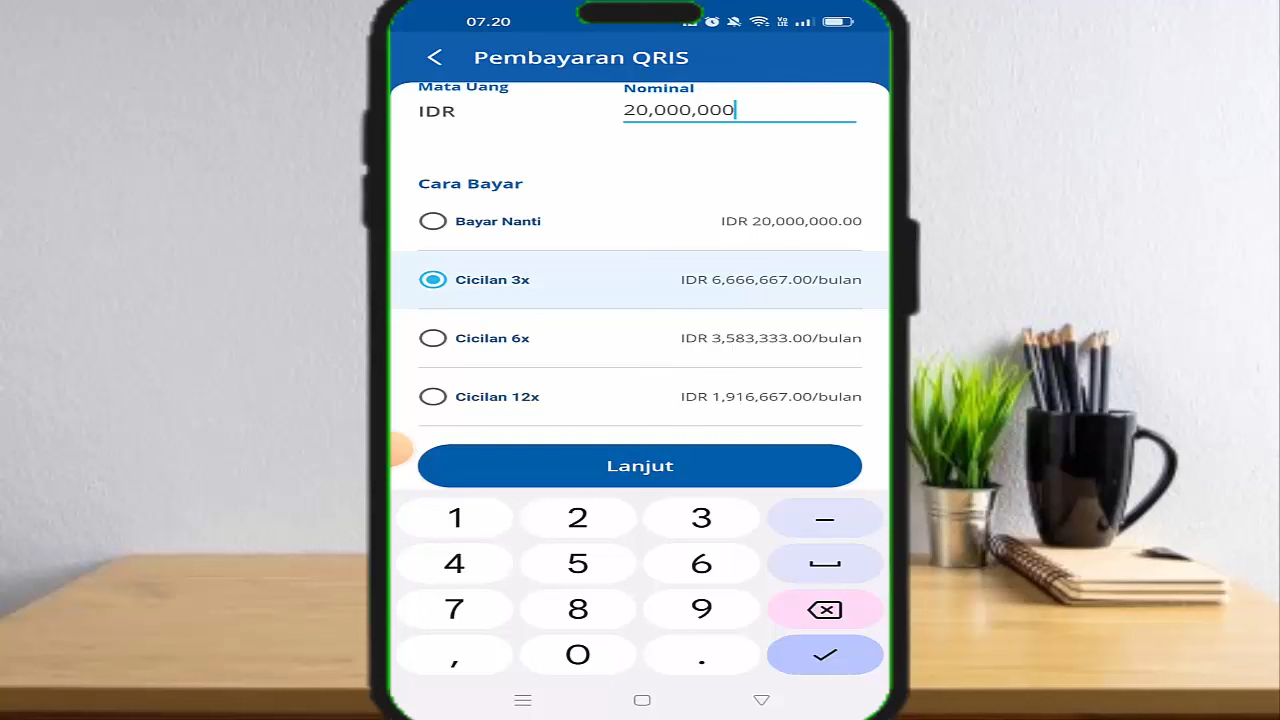 07.20
Pembayaran QRIS
Mata Uang Nominal
IDR 20,000,000
Cara Bayar
Bayar Nanti IDR 20,000,000.00
Cicilan 3x IDR 6,666,667.00/bulan
Cicilan 6x IDR 3,583,333.00/bulan
Cicilan 12x IDR 1,916,667.00/bulan
Lanjut
1 2 3 –
4 5 6
7 8 9
, 0 .